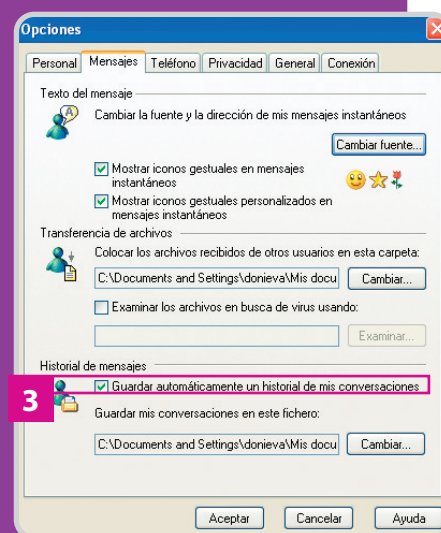 Opciones
Personal Mensajes Teléfono Privacidad General Conexión
Texto del mensaje
Cambiar la fuente y la dirección de mis mensajes instantáneos
Cambiar fuente...
Mostrar iconos gestuales en mensajes
instantáneos
Mostrar iconos gestuales personalizados en
mensajes instantáneos
Transferencia de archivos
Colocar los archivos recibidos de otros usuarios en esta carpeta:
C:\Documents and Settings\donieva\Mis docu Cambiar...
Examinar los archivos en busca de virus usando:
Examinar...
Historial de mensajes
3 Guardar automáticamente un historial de mis conversaciones
Guardar mis conversaciones en este fichero:
C:\Documents and Settings\donieva\Mis docu Cambiar...
Aceptar Cancelar Ayuda